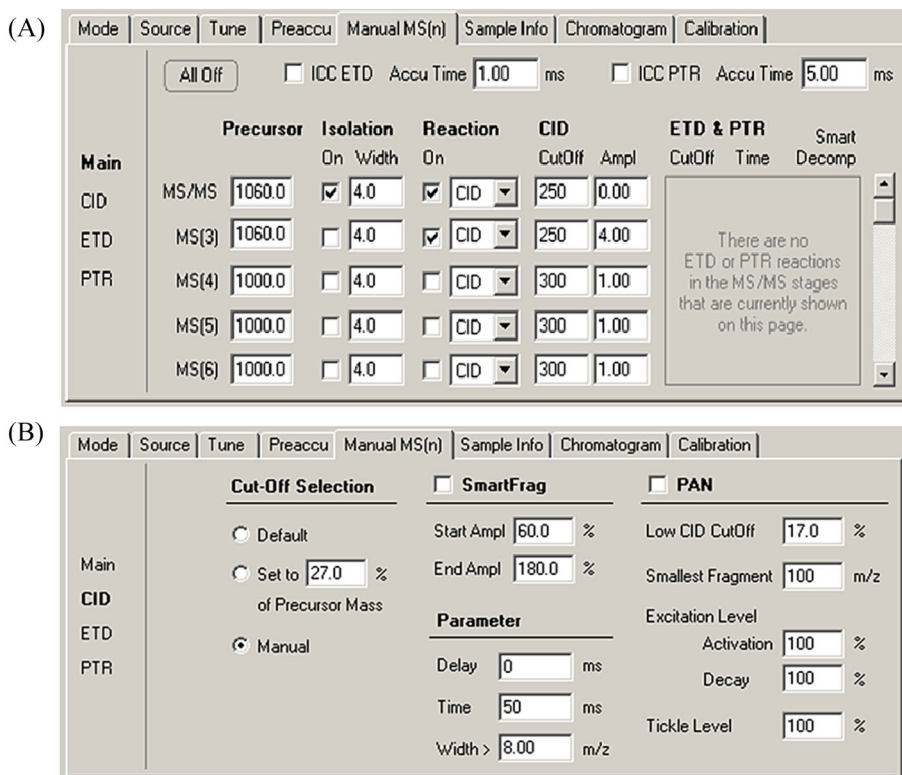 (A)
Mode Source Tune Preaccu Manual MS(n) Sample Info Chromatogram Calibration
All Off ICC ETD Accu Time 1.00 ms ICC PTR Accu Time 5.00 ms
Precursor Isolation Reaction CID ETD & PTR Smart
Main On Width On CutOff Ampl CutOff Time Decomp
CID MS/MS 1060.0 4.0 CID 250 0.00
ETD MS(3) 1060.0 4.0 CID 250 4.00
PTR MS(4) 1000.0 4.0 CID 300 1.00
MS(5) 1000.0 4.0 CID 300 1.00
MS(6) 1000.0 4.0 CID 300 1.00
There are no
ETD or PTR reactions
in the MS/MS stages
that are currently shown
on this page.
(B)
Mode Source Tune Preaccu Manual MS(n) Sample Info Chromatogram Calibration
Main
CID
ETD
PTR
Cut-Off Selection
Default
Set to 27.0 %
of Precursor Mass
Manual
SmartFrag
Start Ampl 60.0 %
End Ampl 180.0 %
Parameter
Delay 0 ms
Time 50 ms
Width > 8.00 m/z
PAN
Low CID CutOff 17.0 %
Smallest Fragment 100 m/z
Excitation Level
Activation 100 %
Decay 100 %
Tickle Level 100 %